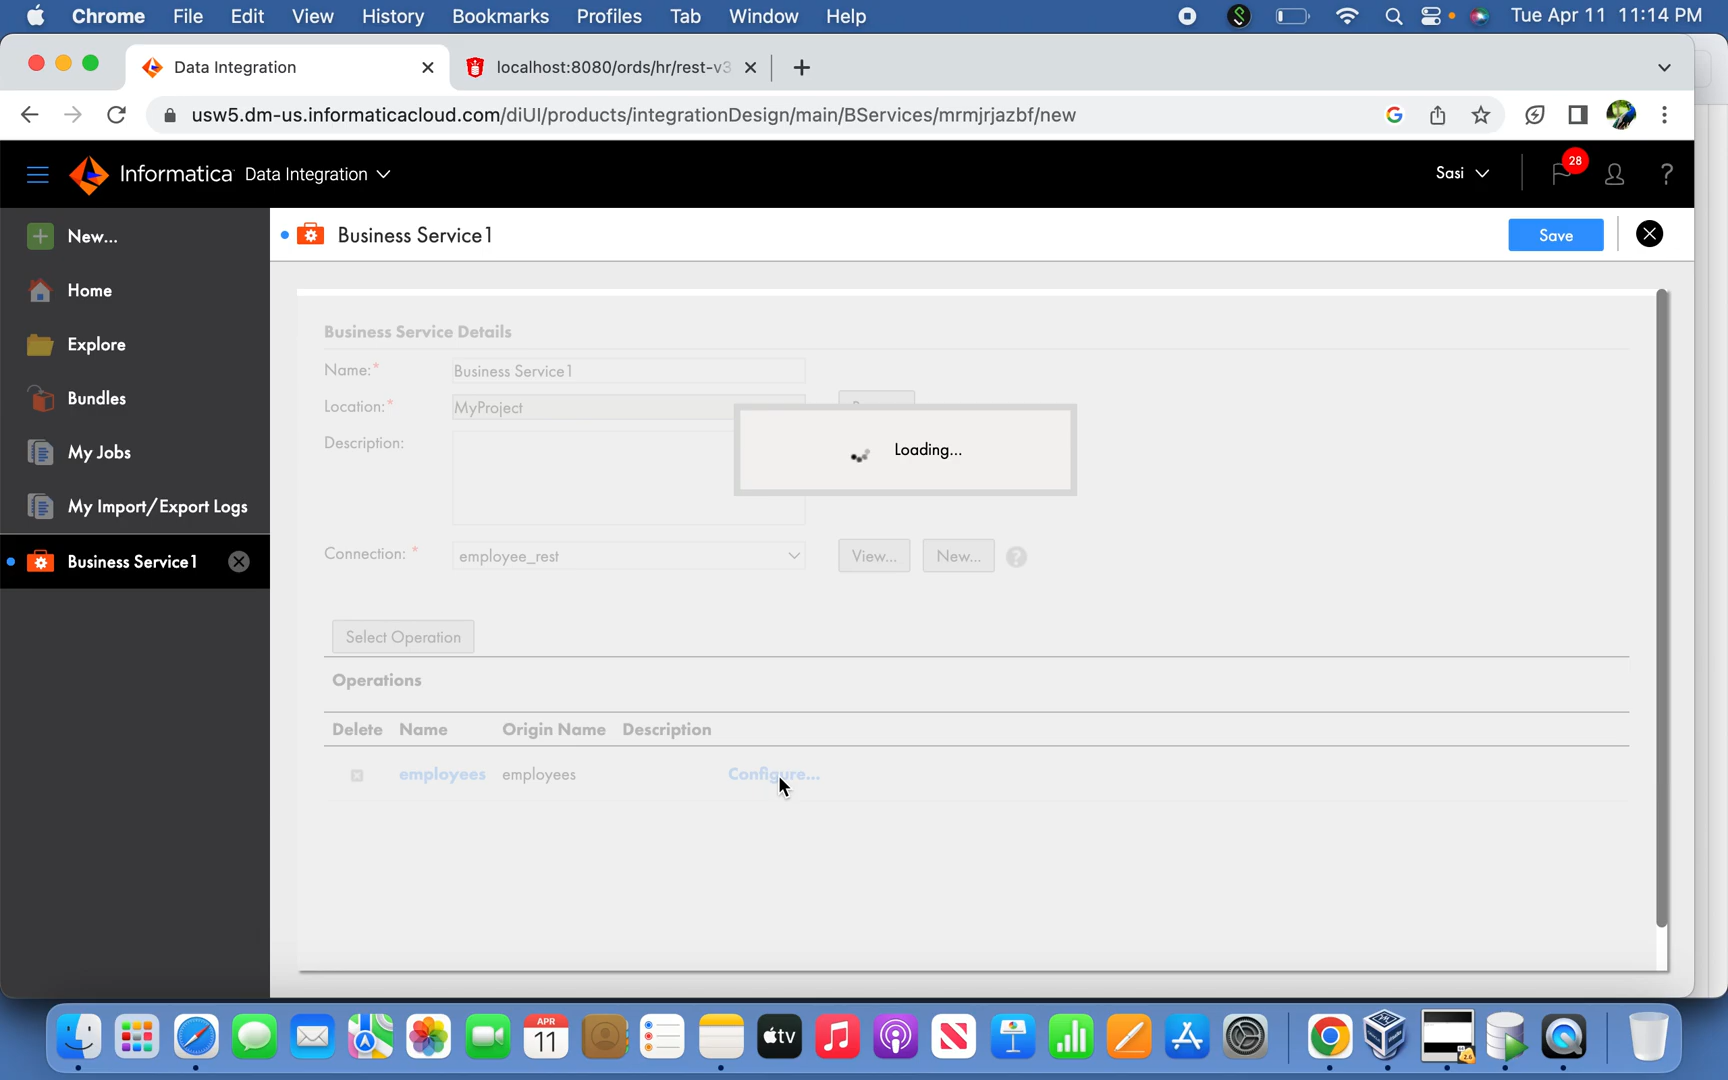 Chrome File Edit View History Bookmarks Profiles Tab Window Help Tue Apr 11 11:14 PM
Data Integration localhost:8080/ords/hr/rest-v3
usw5.dm-us.informaticacloud.com/diUI/products/integrationDesign/main/BServices/mrmjrjazbf/new
Informatica Data Integration Sasi 28 ?
New... Business Service1 Save
Home
Explore
Bundles
My Jobs
My Import/Export Logs
Business Service1
Business Service Details
Name:* Business Service1
Location:* MyProject
Description:
Loading...
Connection: * employee_rest View... New... ?
Select Operation
Operations
Delete Name Origin Name Description
employees employees Configure...
APR
11
tv